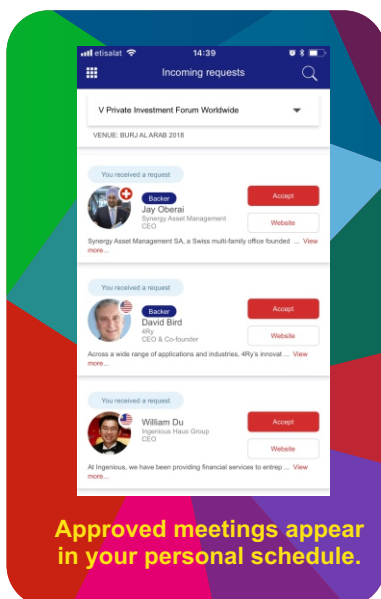 etisalat 14:39
Incoming requests
V Private Investment Forum Worldwide
VENUE: BURJ AL ARAB 2018
You received a request
Backer
Accept
Jay Oberai
Synergy Asset Management
CEO
Website
Synergy Asset Management SA, a Swiss multi-family office founded ... View
more...
You received a request
Backer
Accept
David Bird
4Ry
CEO & Co-founder
Website
Across a wide range of applications and industries, 4Ry's innovat ... View
more...
You received a request
William Du
Accept
Ingenious Haus Group
CEO
Website
At Ingenious, we have been providing financial services to entrep ... View
more...
Approved meetings appear
in your personal schedule.